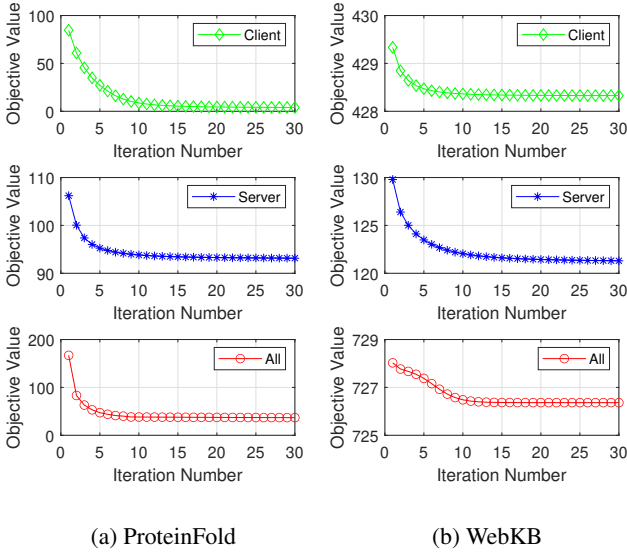 100
50
0
Objective Value
Client
0 5 10 15 20 25 30
Iteration Number
430
429
428
Objective Value
Client
0 5 10 15 20 25 30
Iteration Number
110
100
90
Objective Value
Server
0 5 10 15 20 25 30
Iteration Number
130
125
120
Objective Value
Server
0 5 10 15 20 25 30
Iteration Number
200
100
0
Objective Value
All
0 5 10 15 20 25 30
Iteration Number
729
727
725
Objective Value
All
0 5 10 15 20 25 30
Iteration Number
(a) ProteinFold
(b) WebKB